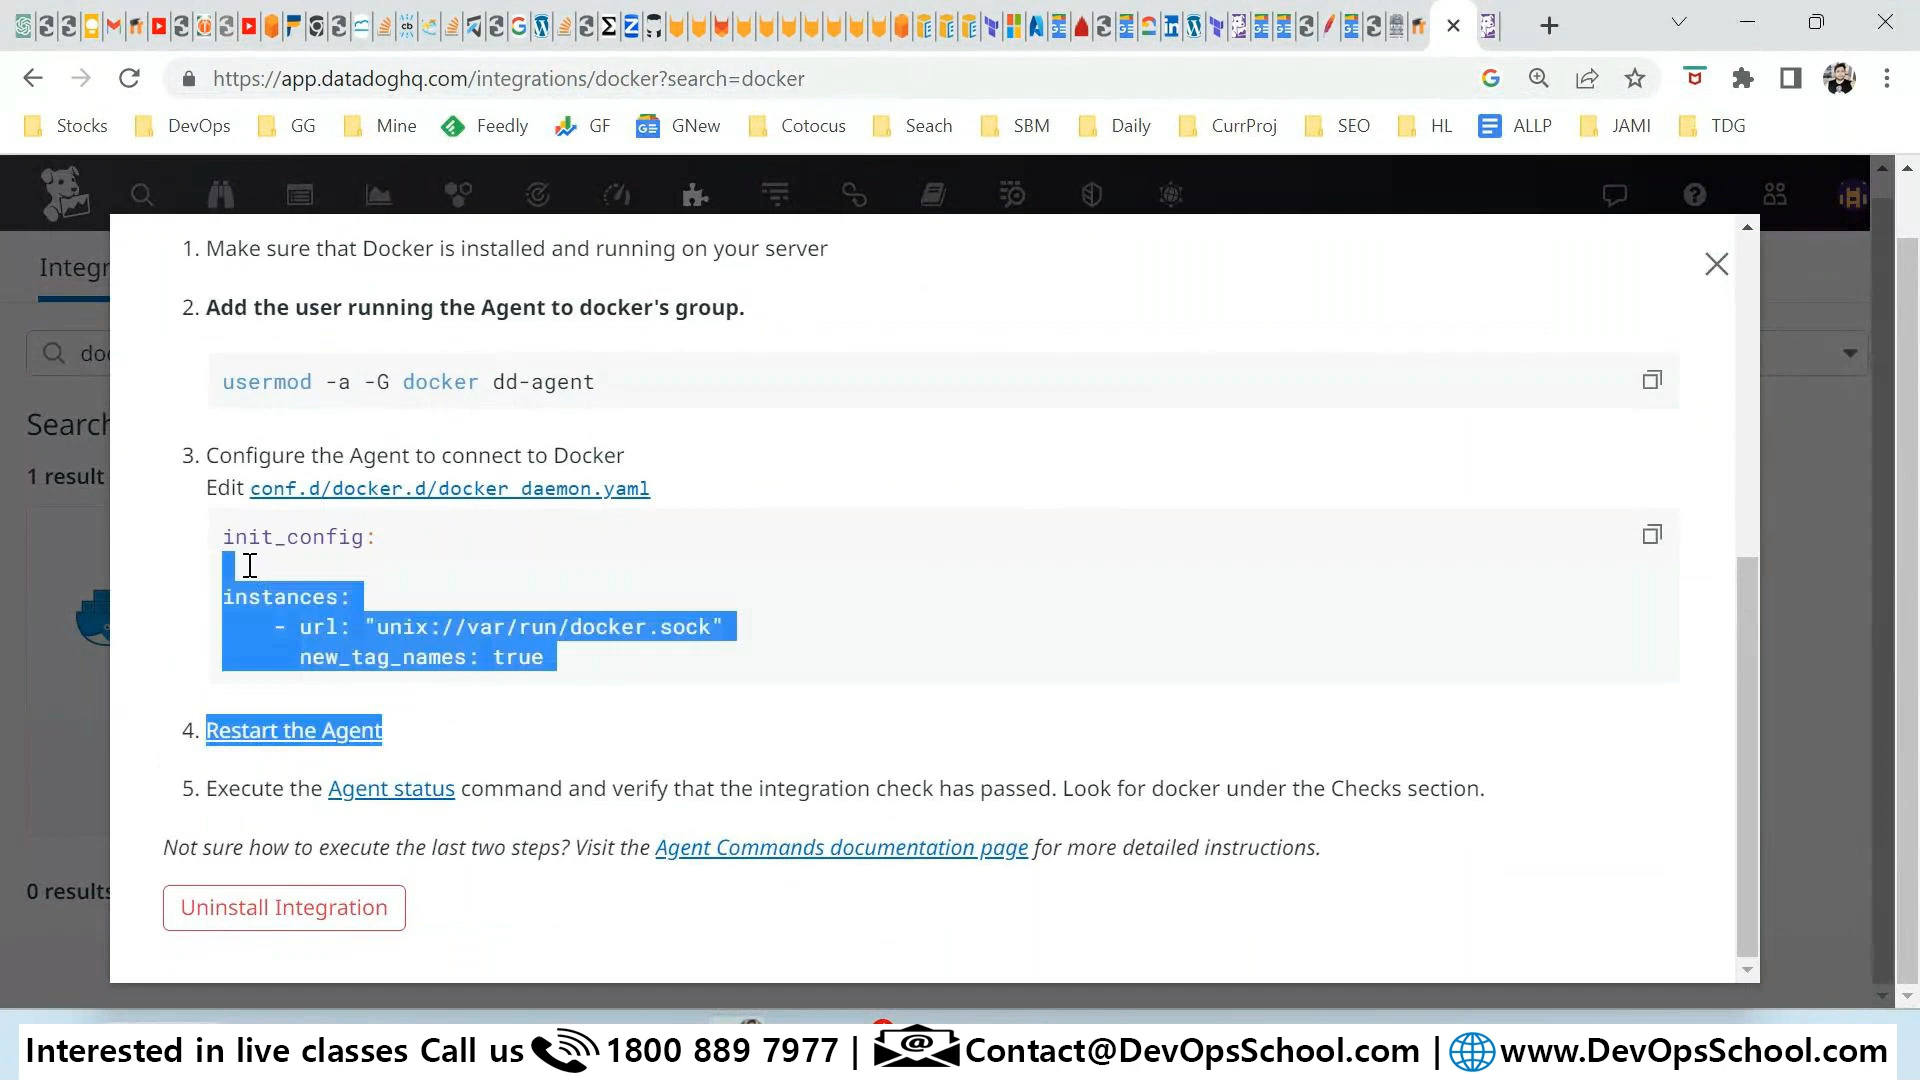 https://app.datadoghq.com/integrations/docker?search=docker
Stocks DevOps GG Mine Feedly GF GNew Cotocus Seach SBM Daily CurrProj SEO HL ALLP JAMI TDG
Integr
1. Make sure that Docker is installed and running on your server
2. Add the user running the Agent to docker's group.
doc
usermod -a -G docker dd-agent
Search
3. Configure the Agent to connect to Docker
1 result
Edit conf.d/docker.d/docker_daemon.yaml
init_config:
instances:
- url: "unix://var/run/docker.sock"
new_tag_names: true
4. Restart the Agent
5. Execute the Agent status command and verify that the integration check has passed. Look for docker under the Checks section.
Not sure how to execute the last two steps? Visit the Agent Commands documentation page for more detailed instructions.
0 results
Uninstall Integration
Interested in live classes Call us 1800 889 7977 | Contact@DevOpsSchool.com | www.DevOpsSchool.com